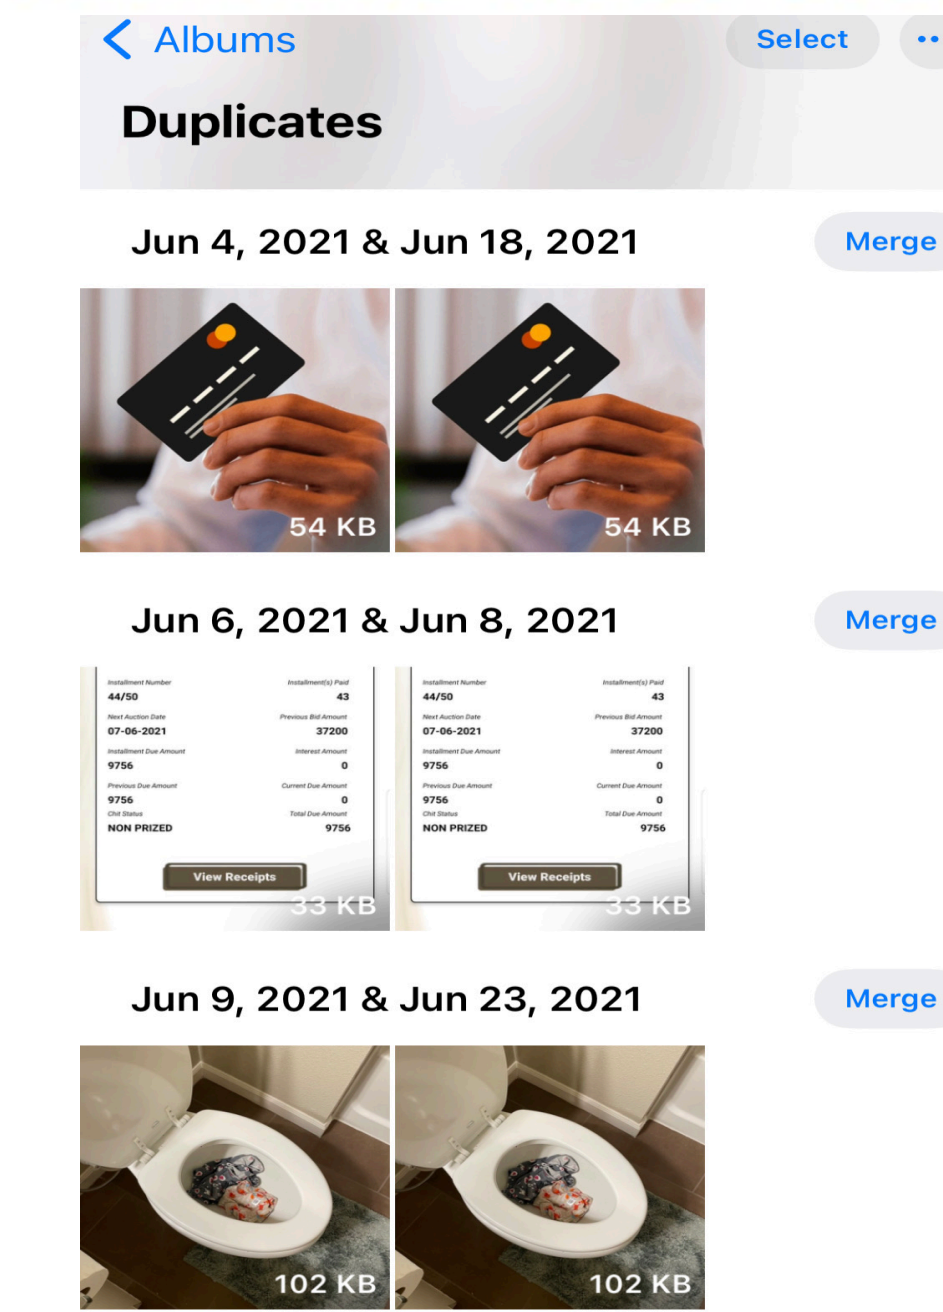 Albums Select ••
Duplicates
Jun 4, 2021 & Jun 18, 2021 Merge
54 KB 54 KB
Jun 6, 2021 & Jun 8, 2021 Merge
Installment Number Installment(s) Paid Installment Number Installment(s) Paid
44/50 43 44/50 43
Next Auction Date Previous Bid Amount Next Auction Date Previous Bid Amount
07-06-2021 37200 07-06-2021 37200
Installment Due Amount Interest Amount Installment Due Amount Interest Amount
9756 0 9756 0
Previous Due Amount Current Due Amount Previous Due Amount Current Due Amount
9756 0 9756 0
Chit Status Total Due Amount Chit Status Total Due Amount
NON PRIZED 9756 NON PRIZED 9756
View Receipts View Receipts
33 KB 33 KB
Jun 9, 2021 & Jun 23, 2021 Merge
102 KB 102 KB